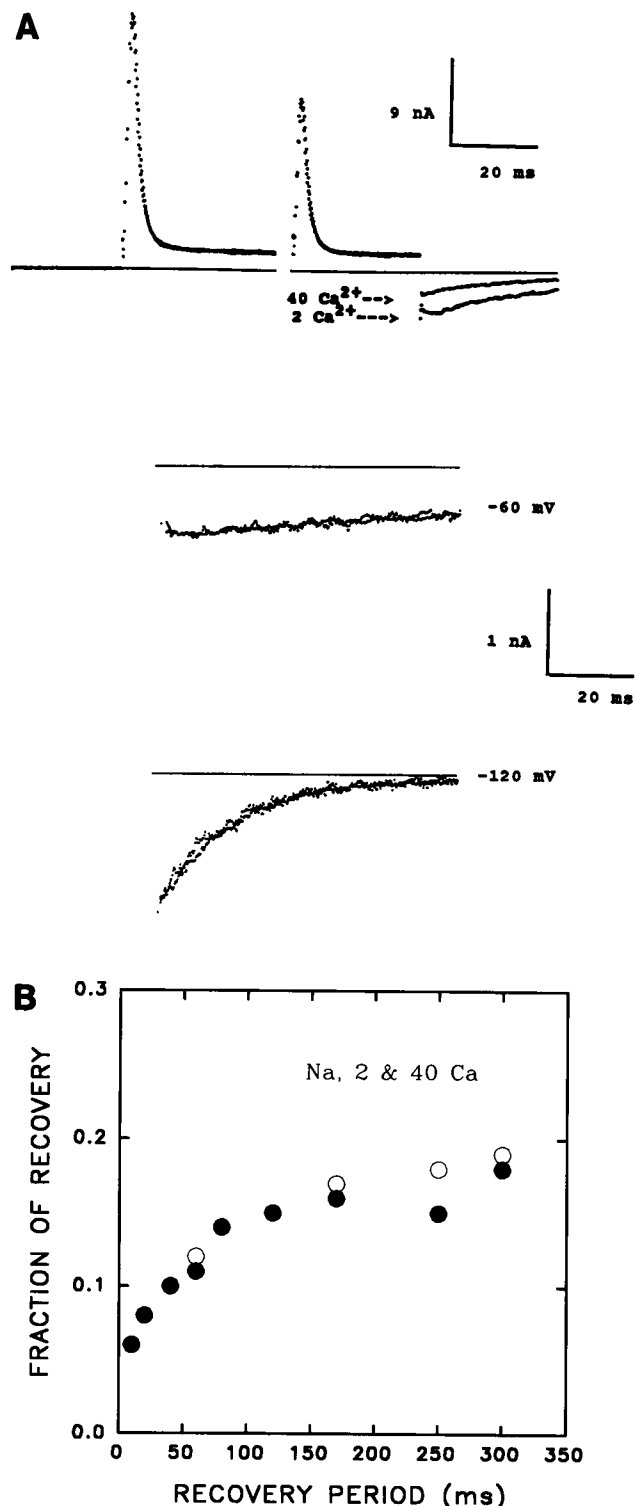 A
9 nA
20 ms
40 Ca²⁺-->
2 Ca²⁺--->
-60 mV
1 nA
20 ms
-120 mV
B
0.3
0.2
0.1
0.0
FRACTION OF RECOVERY
Na, 2 & 40 Ca
0 50 100 150 200 250 300 350
RECOVERY PERIOD (ms)